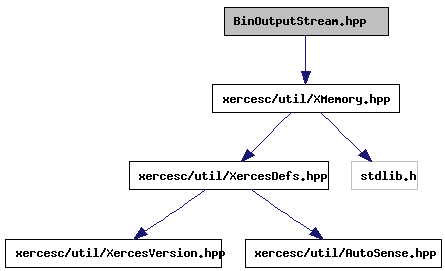 BinOutputStream.hpp
xercesc/util/XMemory.hpp
xercesc/util/XercesDefs.hpp
stdlib.h
xercesc/util/XercesVersion.hpp
xercesc/util/AutoSense.hpp